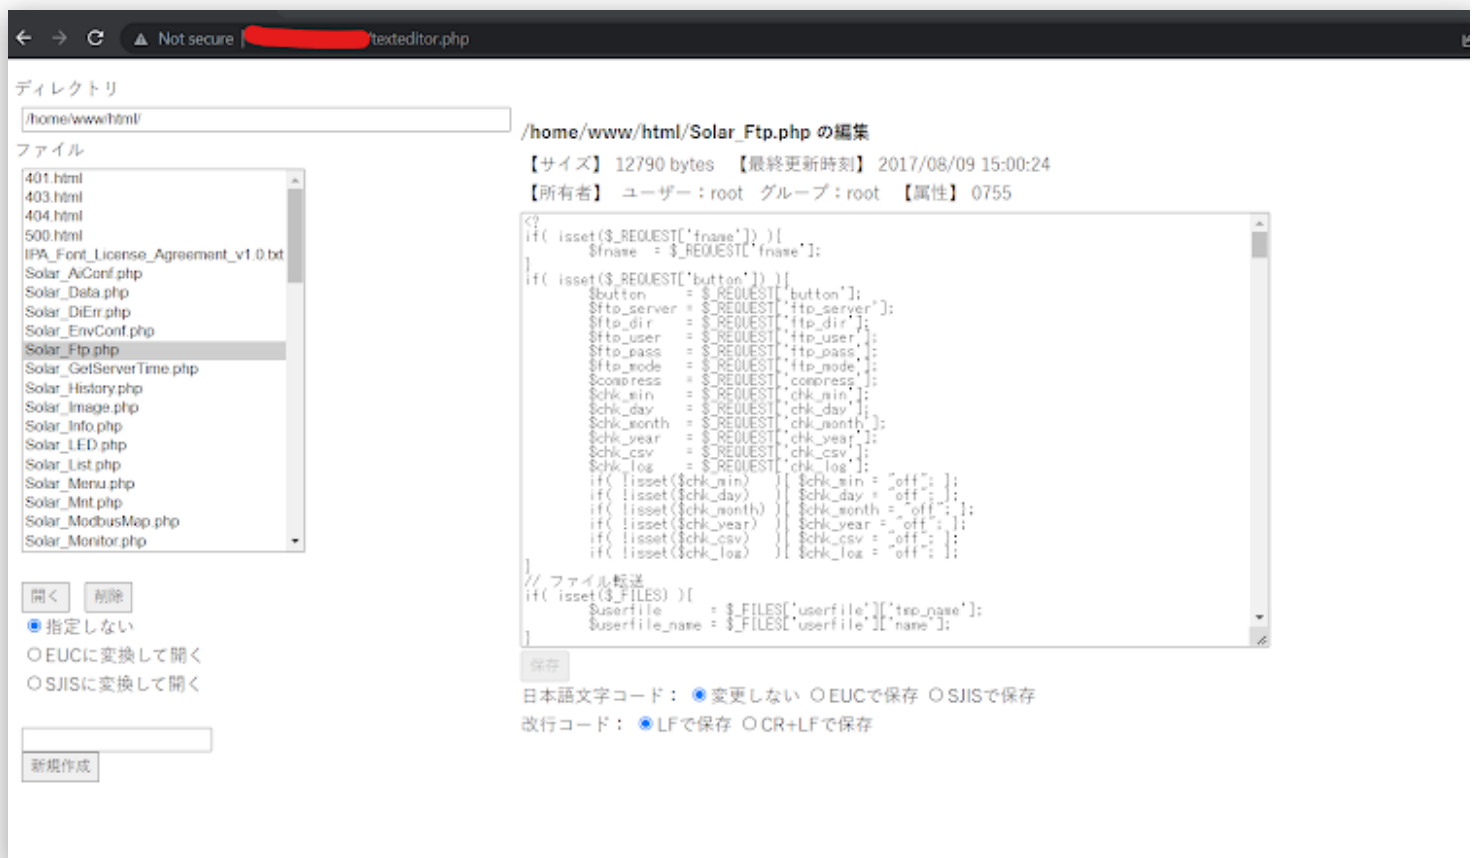 Not secure | /texteditor.php
ディレクトリ
/home/www/html/
ファイル
401.html
403.html
404.html
500.html
IPA_Font_License_Agreement_v1.0.txt
Solar_AiConf.php
Solar_Data.php
Solar_DiErr.php
Solar_EnvConf.php
Solar_Ftp.php
Solar_GetServerTime.php
Solar_History.php
Solar_Image.php
Solar_Info.php
Solar_LED.php
Solar_List.php
Solar_Menu.php
Solar_Mnt.php
Solar_ModbusMap.php
Solar_Monitor.php
開く 削除
指定しない
EUCに変換して開く
SJISに変換して開く
新規作成
/home/www/html/Solar_Ftp.php の編集
【サイズ】 12790 bytes 【最終更新時刻】 2017/08/09 15:00:24
【所有者】 ユーザー：root グループ：root 【属性】 0755
<?
if( isset($_REQUEST['fname']) ){
$fname = $_REQUEST['fname'];
}
if( isset($_REQUEST['button']) ){
$button = $_REQUEST['button'];
$ftp_server = $_REQUEST['ftp_server'];
$ftp_dir = $_REQUEST['ftp_dir'];
$ftp_user = $_REQUEST['ftp_user'];
$ftp_pass = $_REQUEST['ftp_pass'];
$ftp_mode = $_REQUEST['ftp_mode'];
$compress = $_REQUEST['compress'];
$chk_min = $_REQUEST['chk_min'];
$chk_day = $_REQUEST['chk_day'];
$chk_month = $_REQUEST['chk_month'];
$chk_year = $_REQUEST['chk_year'];
$chk_csv = $_REQUEST['chk_csv'];
$chk_log = $_REQUEST['chk_log'];
if( !isset($chk_min) ){ $chk_min = "off"; };
if( !isset($chk_day) ){ $chk_day = "off"; };
if( !isset($chk_month) ){ $chk_month = "off"; };
if( !isset($chk_year) ){ $chk_year = "off"; };
if( !isset($chk_csv) ){ $chk_csv = "off"; };
if( !isset($chk_log) ){ $chk_log = "off"; };
}
// ファイル転送
if( isset($_FILES) ){
$userfile = $_FILES['userfile']['tmp_name'];
$userfile_name = $_FILES['userfile']['name'];
}
保存
日本語文字コード： 変更しない EUCで保存 SJISで保存
改行コード： LFで保存 CR+LFで保存